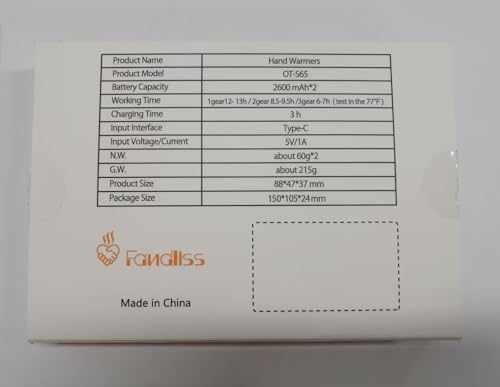 Product Name Hand Warmers
Product Model OT-S65
Battery Capacity 2600 mAh*2
Working Time 1gear12- 13h / 2gear 8.5-9.5h /3gear 6-7h ( test in the 77°F )
Charging Time 3 h
Input Interface Type-C
Input Voltage/Current 5V/1A
N.W. about 60g*2
G.W. about 215g
Product Size 88*47*37 mm
Package Size 150*105*24 mm
Fandliss
Made in China